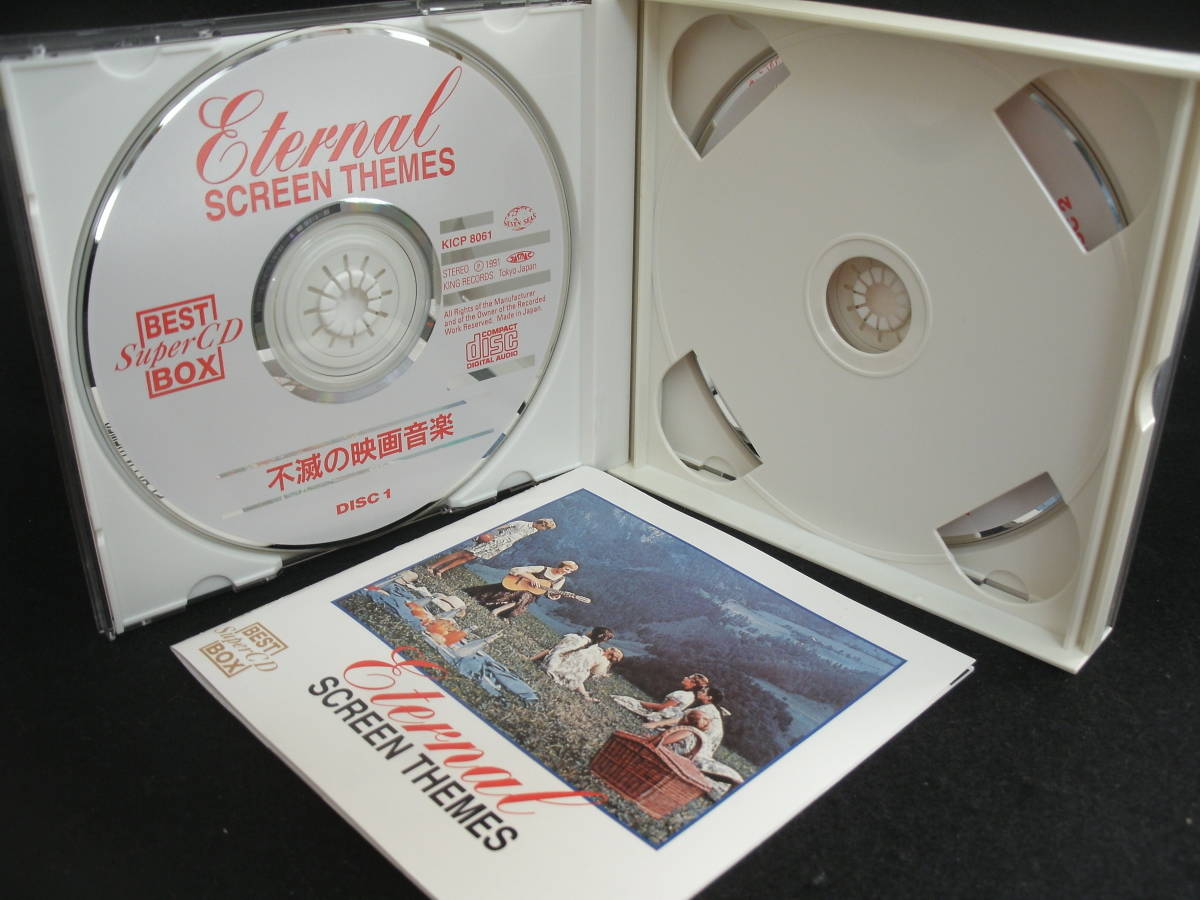 Eternal
SCREEN THEMES
KICP 8061
SEVEN SEAS
STEREO Ⓟ 1991
KING RECORDS. Tokyo Japan
All Rights of the Manufacturer
and of the Owner of the Recorded
Work Reserved. Made in Japan.
COMPACT
disc
DIGITAL AUDIO
BEST
Super CD
BOX
不滅の映画音楽
DISC 1
BEST
Super CD
BOX
Eternal
SCREEN THEMES